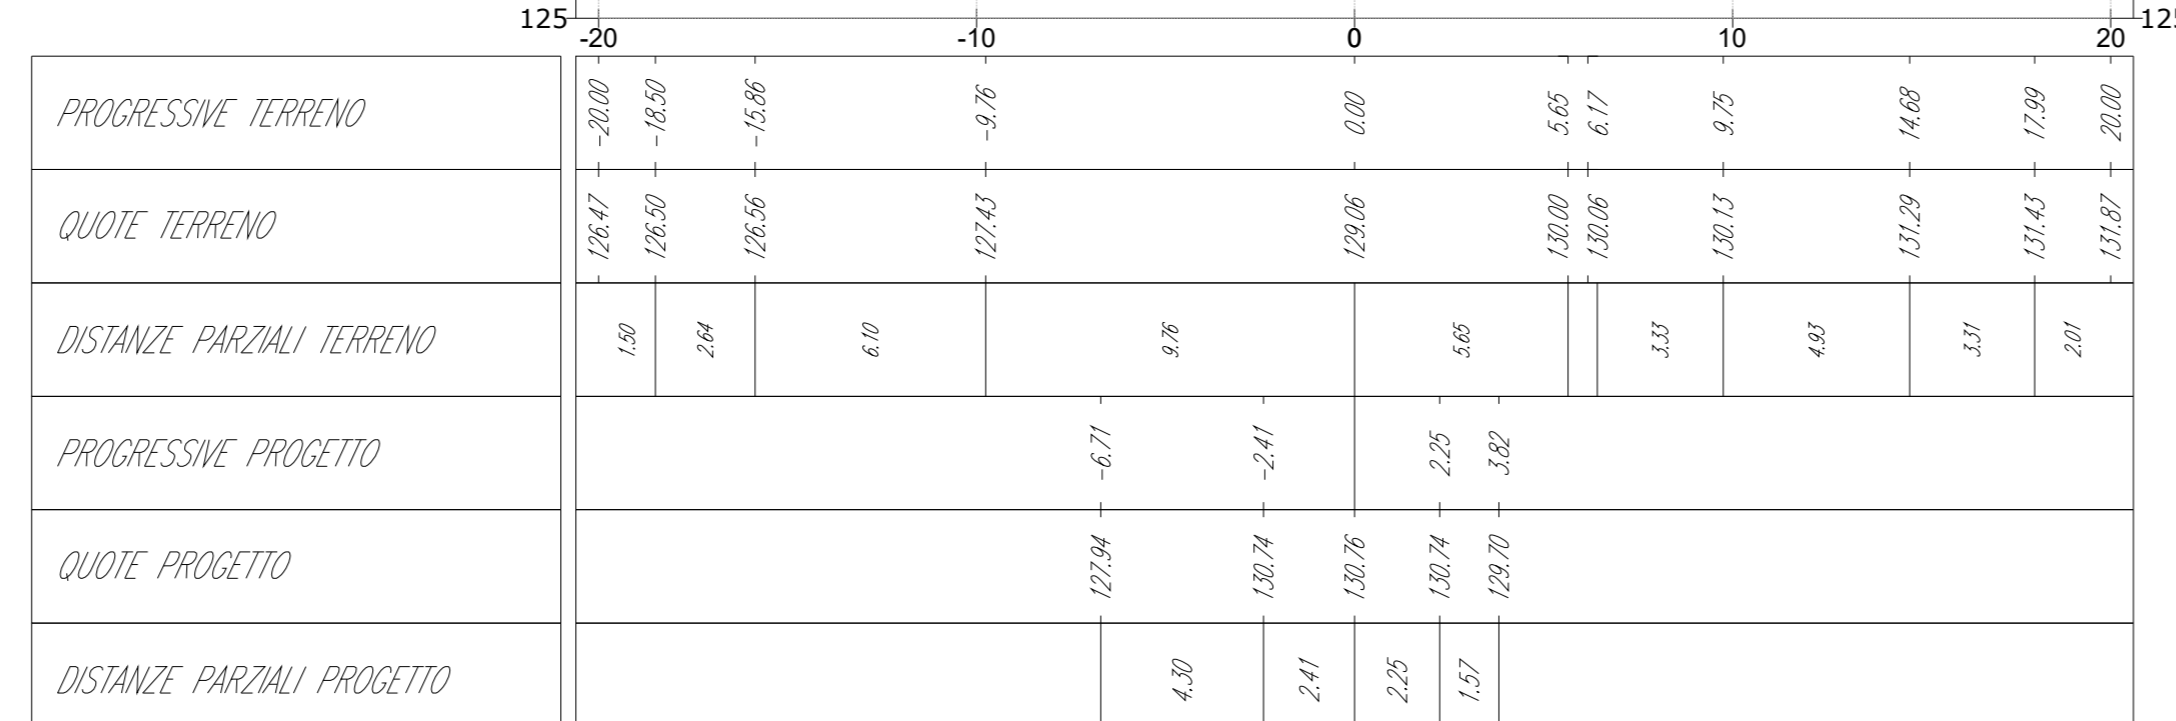 125 125
-20 -10 0 10 20
PROGRESSIVE TERRENO -20.00 -18.50 -15.86 -9.76 0.00 5.65 6.17 9.75 14.68 17.99 20.00
QUOTE TERRENO 126.47 126.50 126.56 127.43 129.06 130.00 130.06 130.13 131.29 131.43 131.87
DISTANZE PARZIALI TERRENO 1.50 2.64 6.10 9.76 5.65 3.33 4.93 3.31 2.01
PROGRESSIVE PROGETTO -6.71 -2.41 2.25 3.82
QUOTE PROGETTO 127.94 130.74 130.76 130.74 129.70
DISTANZE PARZIALI PROGETTO 4.30 2.41 2.25 1.57